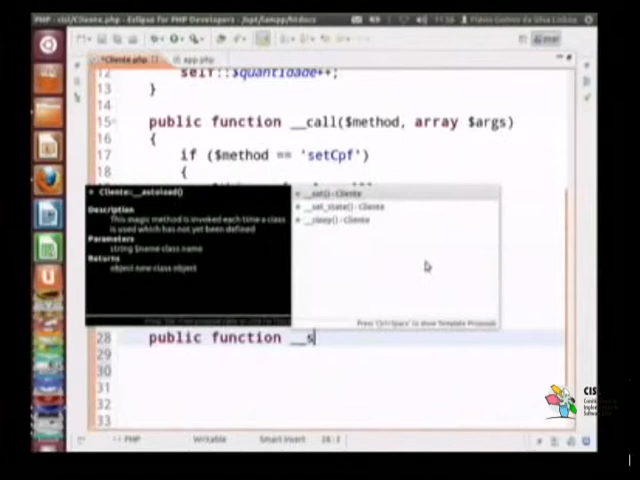 PHP - cisl/Cliente.php - Eclipse for PHP Developers - /opt/lampp/htdocs
*Cliente.php
app.php
12 self::$quantidade++;
13 }
14
15 public function __call($method, array $args)
16 {
17 if ($method == 'setCpf')
18 {
Cliente::__autoload()
Description
This magic method is invoked each time a class
is used which has not yet been defined
Parameters
string $name class name
Returns
object new class object
__set() - Cliente
__set_state() - Cliente
__sleep() - Cliente
Press 'Ctrl+Space' to show Template Proposals
28 public function __s
29
30
31
32
33
CIS
PHP
Writable
Smart Insert